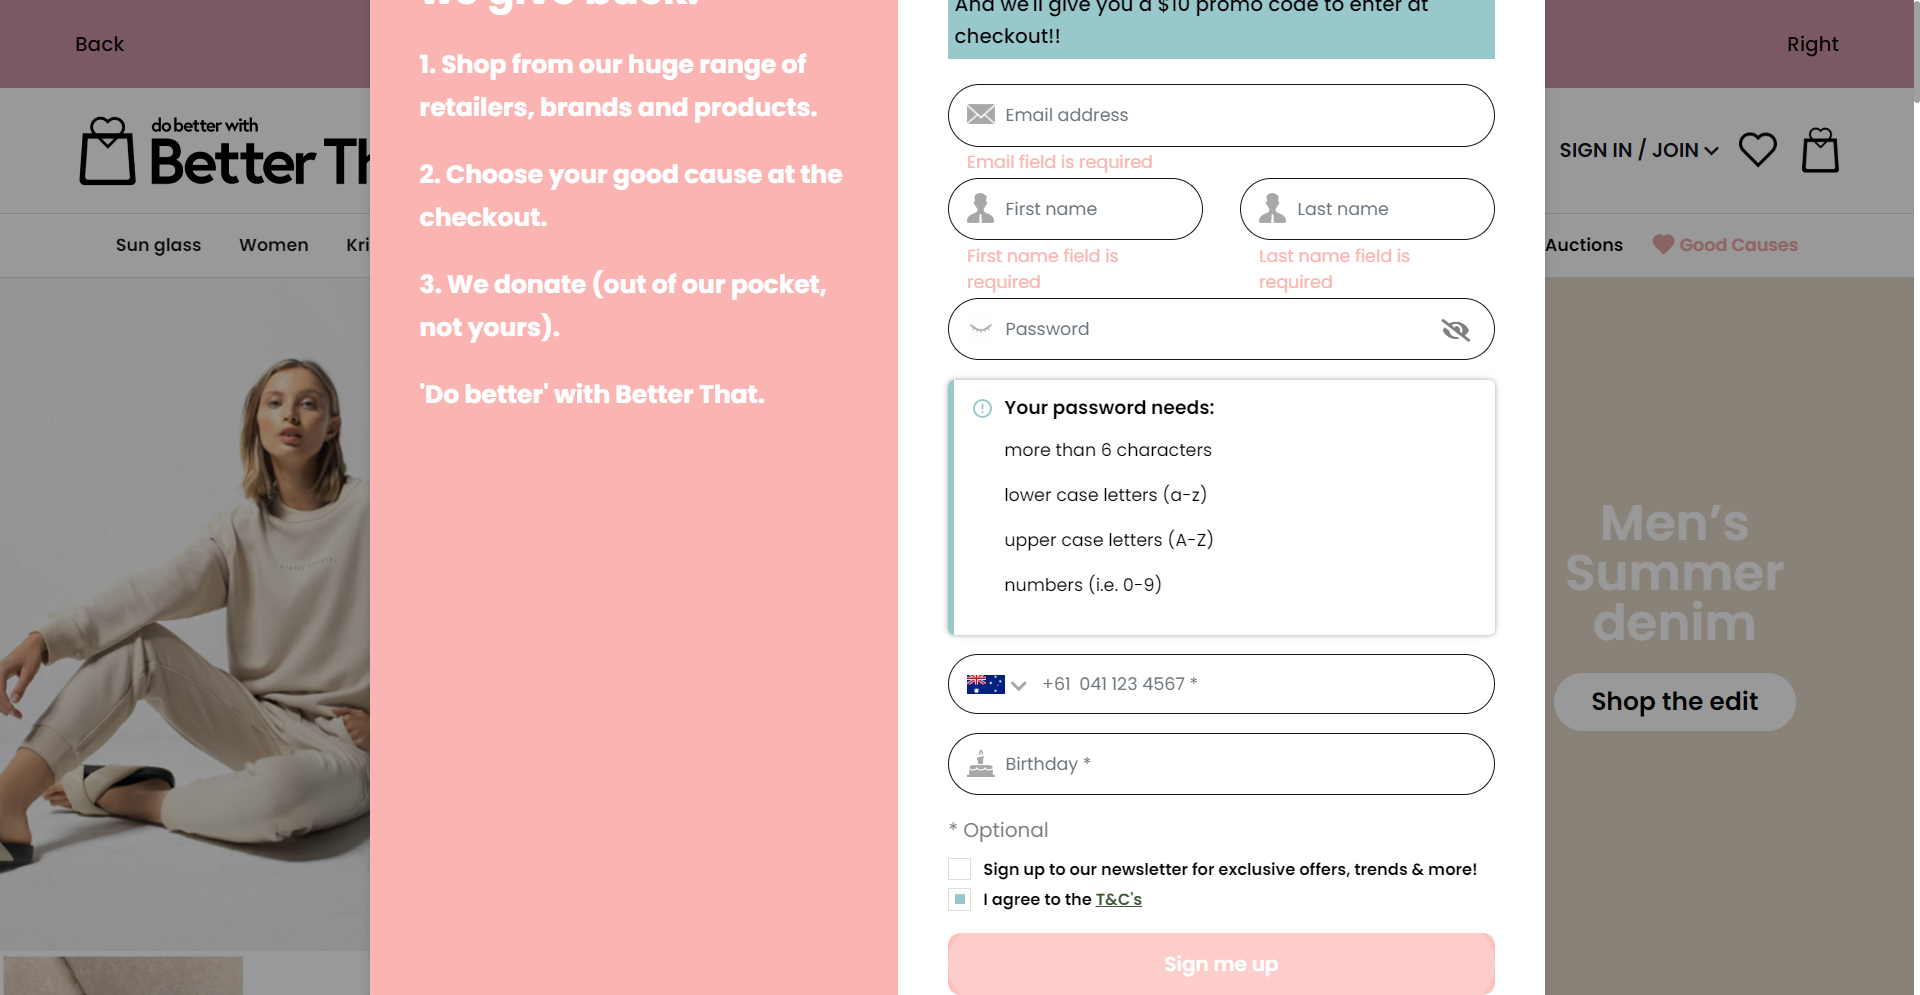 Back
Right
do better with
Better Th
SIGN IN / JOIN
Sun glass
Women
Kri
Auctions
Good Causes
we give back.
1. Shop from our huge range of
retailers, brands and products.
2. Choose your good cause at the
checkout.
3. We donate (out of our pocket,
not yours).
'Do better' with Better That.
And we'll give you a $10 promo code to enter at
checkout!!
Email address
Email field is required
First name
Last name
First name field is
required
Last name field is
required
Password
Your password needs:
more than 6 characters
lower case letters (a-z)
upper case letters (A-Z)
numbers (i.e. 0-9)
+61 041 123 4567 *
Birthday *
* Optional
Sign up to our newsletter for exclusive offers, trends & more!
I agree to the T&C's
Sign me up
Men's
Summer
denim
Shop the edit